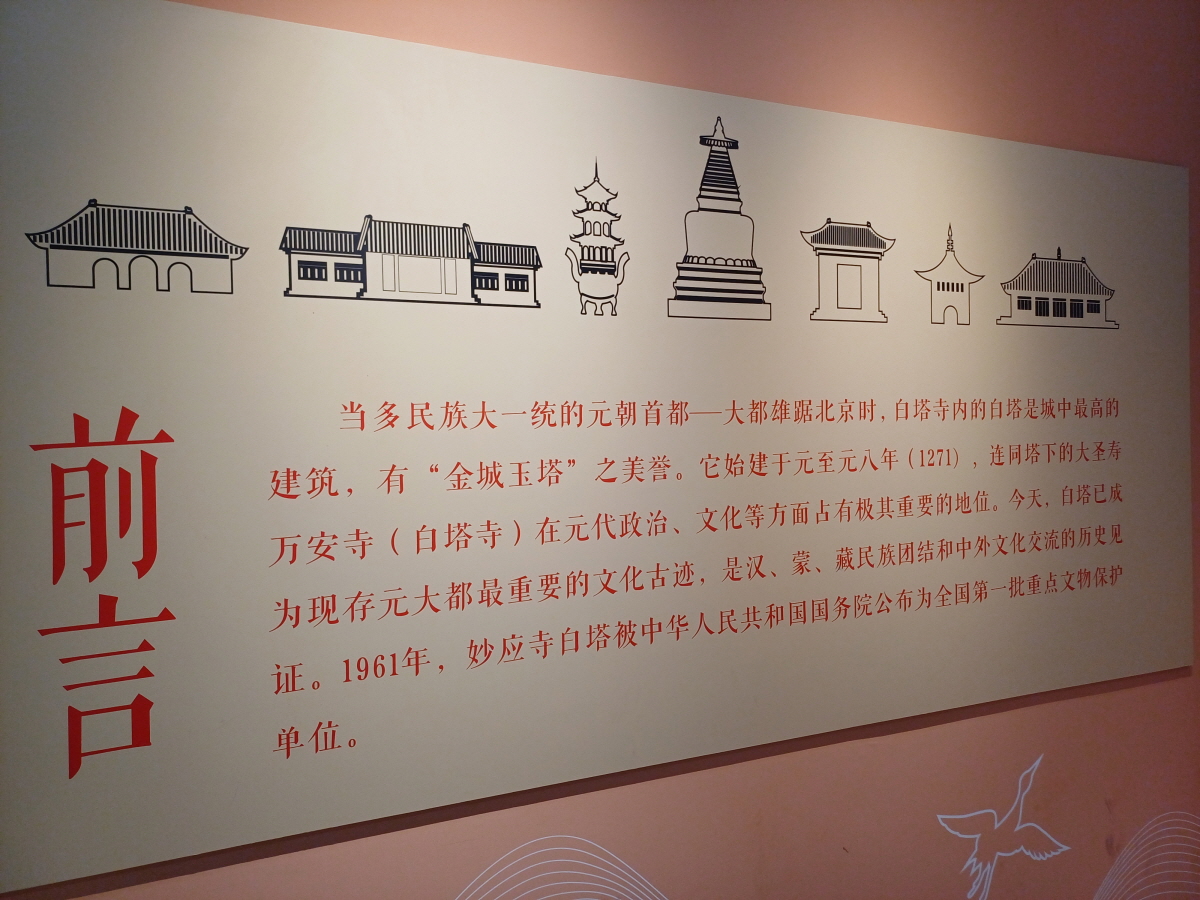 前言
当多民族大一统的元朝首都——大都雄踞北京时,白塔寺内的白塔是城中最高的
建筑，有“金城玉塔”之美誉。它始建于元至元八年(1271)，连同塔下的大圣寿
万安寺(白塔寺)在元代政治、文化等方面占有极其重要的地位。今天，白塔已成
为现存元大都最重要的文化古迹，是汉、蒙、藏民族团结和中外文化交流的历史见
证。1961年，妙应寺白塔被中华人民共和国国务院公布为全国第一批重点文物保护
单位。